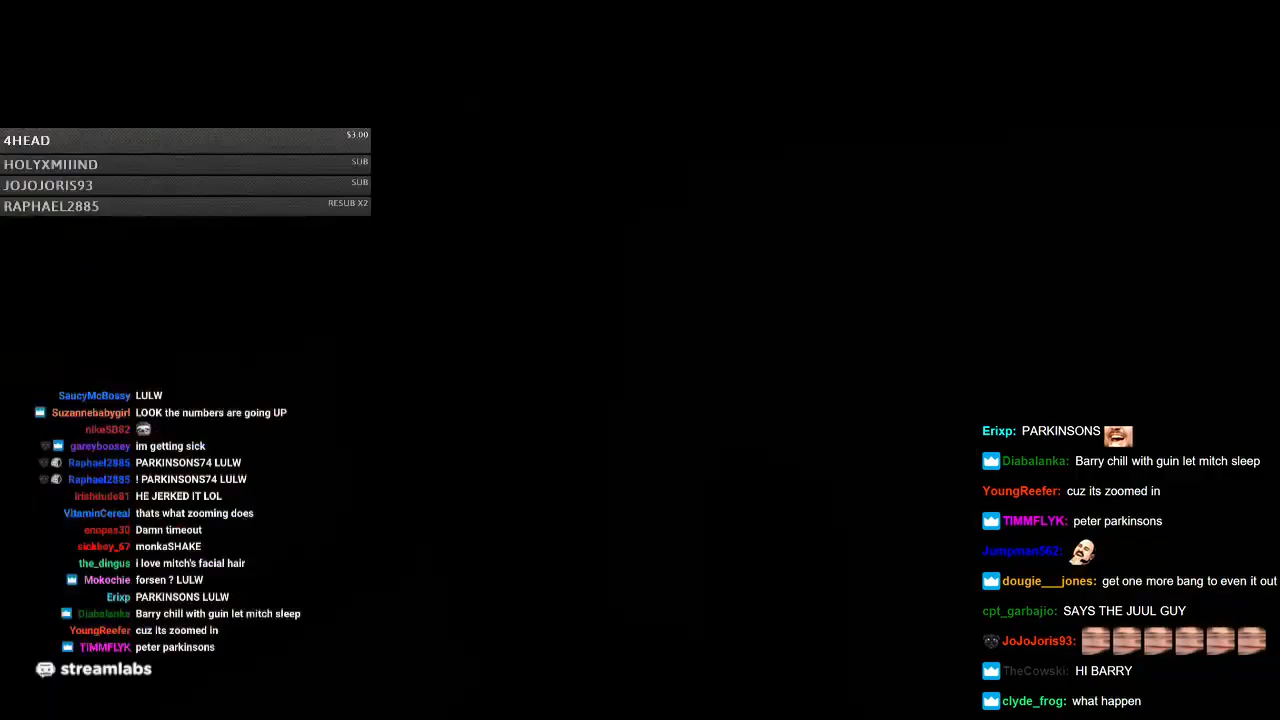 4HEAD $3.00
HOLYXMIIIND SUB
JOJOJORIS93 SUB
RAPHAEL2885 RESUB X2
SaucyMcBossy LULW
Suzannebabygirl LOOK the numbers are going UP
nikeSB82
gareyboosey im getting sick
Raphael2885 PARKINSONS74 LULW
Raphael2885 ! PARKINSONS74 LULW
irishdude81 HE JERKED IT LOL
VitaminCereal thats what zooming does
enopas30 Damn timeout
sickboy_67 monkaSHAKE
the_dingus i love mitch's facial hair
Mokochie forsen ? LULW
Erixp PARKINSONS LULW
Diabalanka Barry chill with guin let mitch sleep
YoungReefer cuz its zoomed in
TIMMFLYK peter parkinsons
streamlabs
Erixp: PARKINSONS
Diabalanka: Barry chill with guin let mitch sleep
YoungReefer: cuz its zoomed in
TIMMFLYK: peter parkinsons
Jumpman562:
dougie___jones: get one more bang to even it out
cpt_garbajio: SAYS THE JUUL GUY
JoJoJoris93:
TheCowski: HI BARRY
clyde_frog: what happen